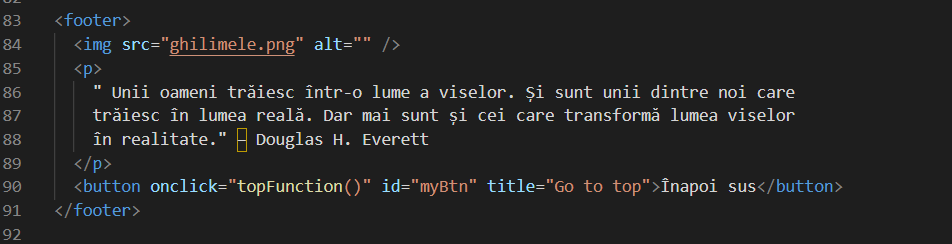 83 <footer>
84 <img src="ghilimele.png" alt="" />
85 <p>
86 " Unii oameni trăiesc într-o lume a viselor. Și sunt unii dintre noi care
87 trăiesc în lumea reală. Dar mai sunt și cei care transformă lumea viselor
88 în realitate." – Douglas H. Everett
89 </p>
90 <button onclick="topFunction()" id="myBtn" title="Go to top">Înapoi sus</button>
91 </footer>
92